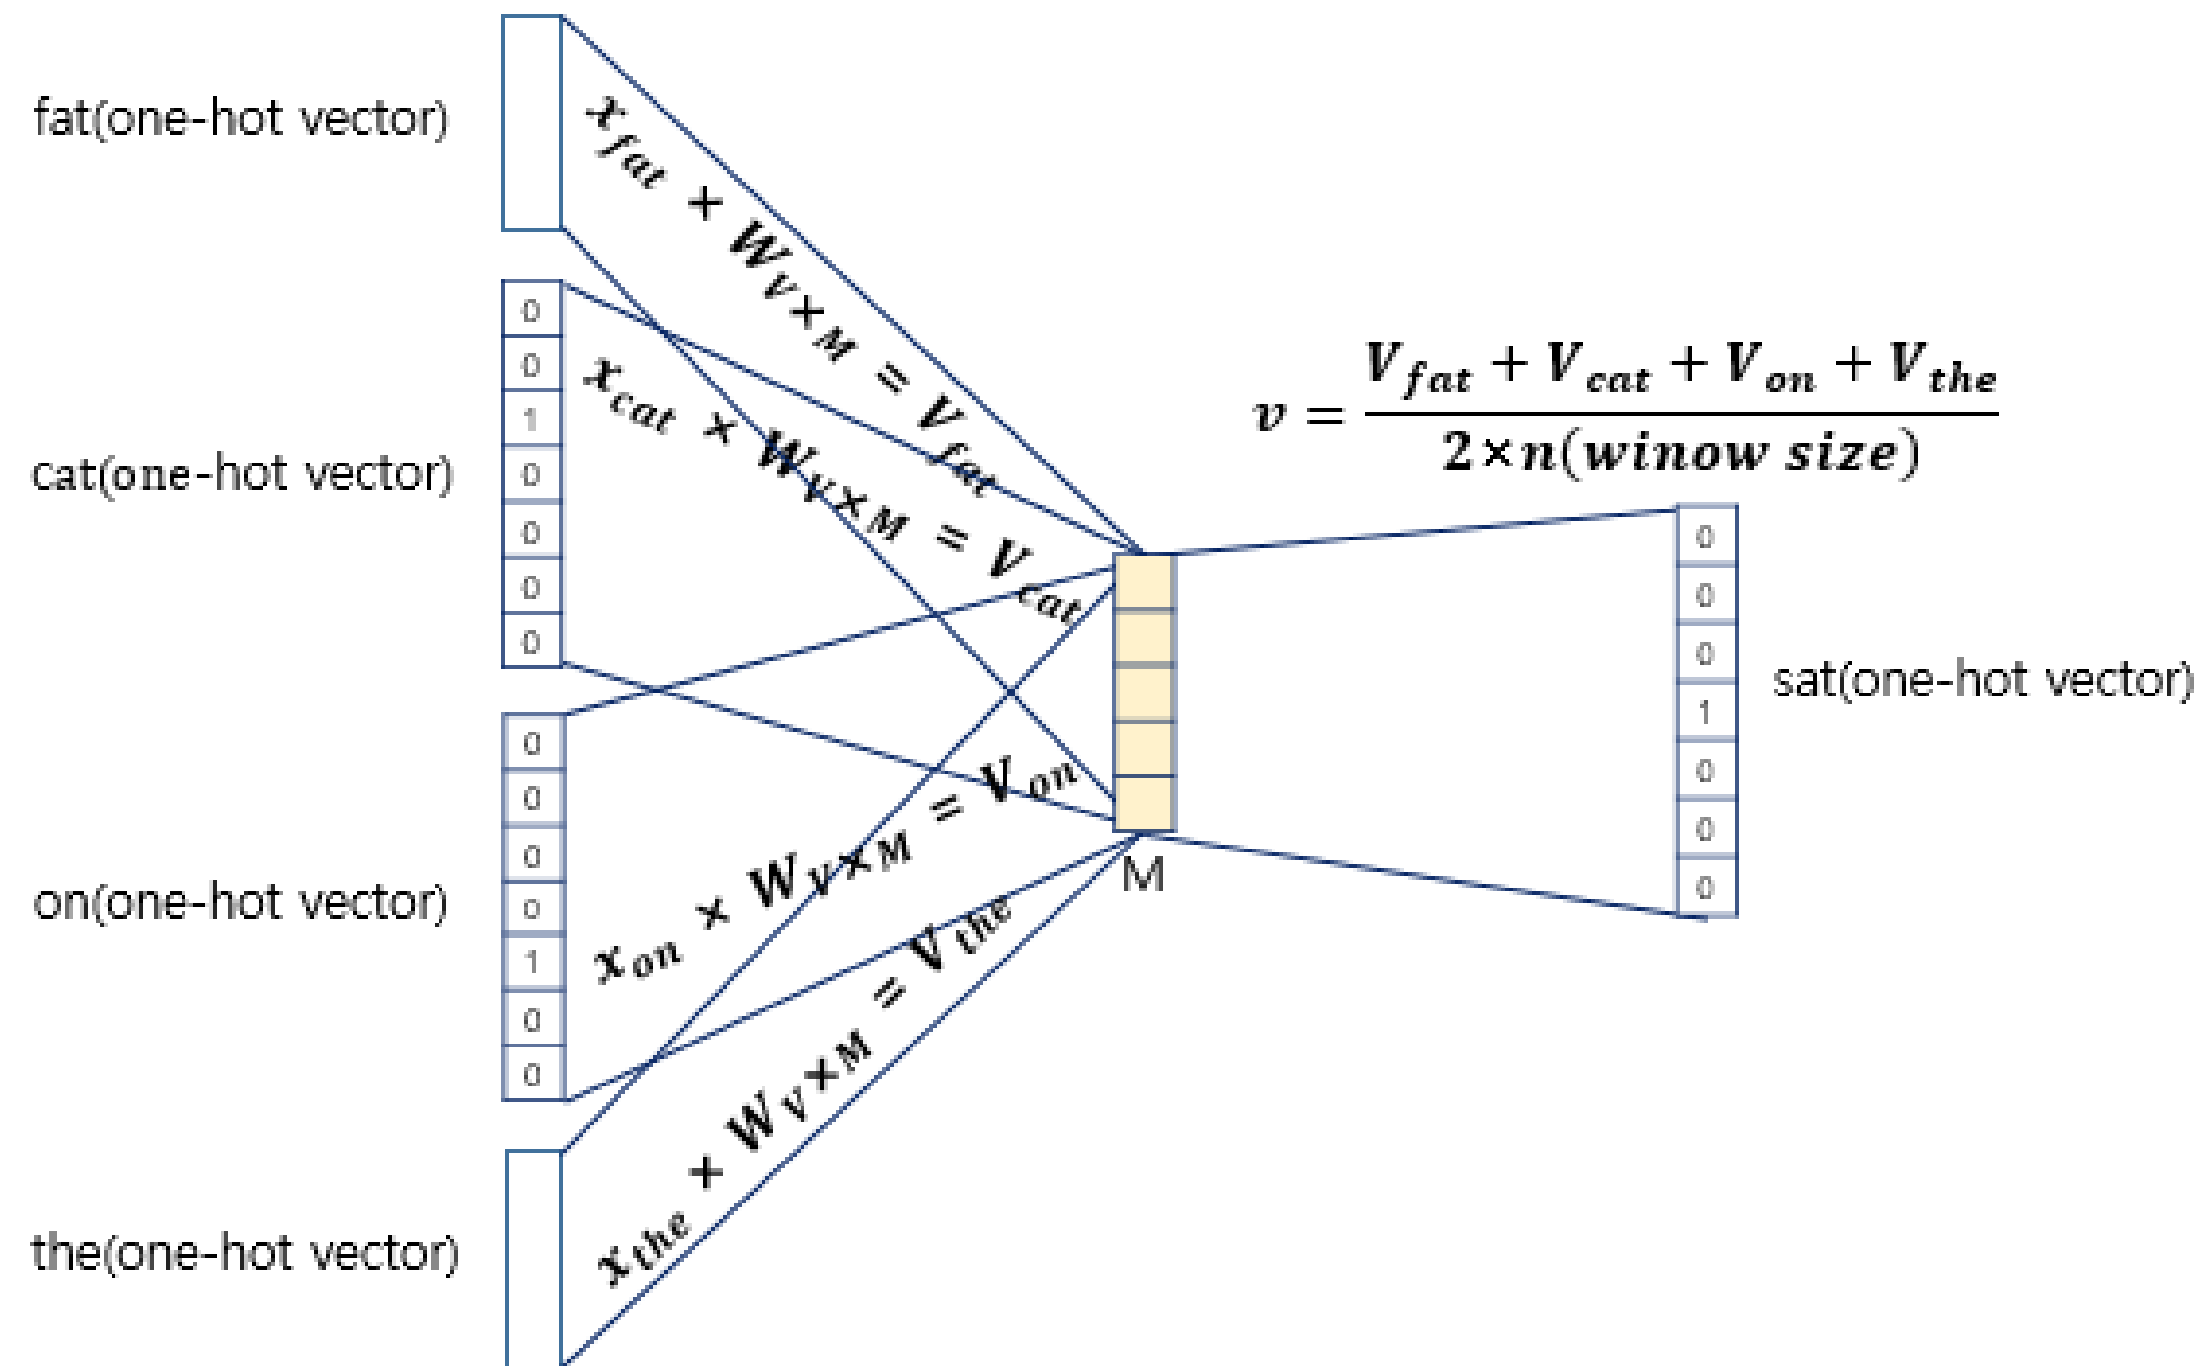 fat(one-hot vector)
x_fat × W_V×M = V_fat
cat(one-hot vector)
0
0
1
0
0
0
0
x_cat × W_V×M = V_cat
on(one-hot vector)
0
0
0
0
1
0
0
x_on × W_V×M = V_on
the(one-hot vector)
x_the × W_V×M = V_the
M
v = (V_fat + V_cat + V_on + V_the) / 2×n(winow size)
0
0
0
1
0
0
0
sat(one-hot vector)